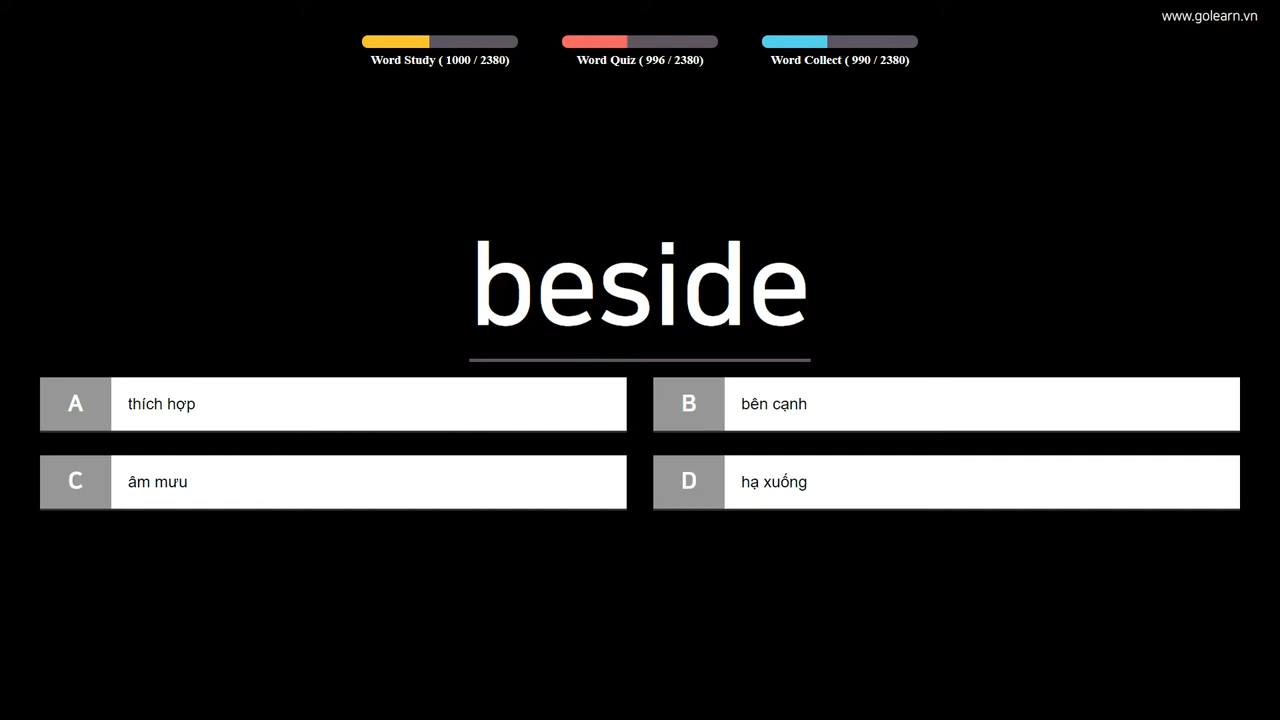 www.golearn.vn
Word Study ( 1000 / 2380)
Word Quiz ( 996 / 2380)
Word Collect ( 990 / 2380)
beside
A thích hợp
B bên cạnh
C âm mưu
D hạ xuống